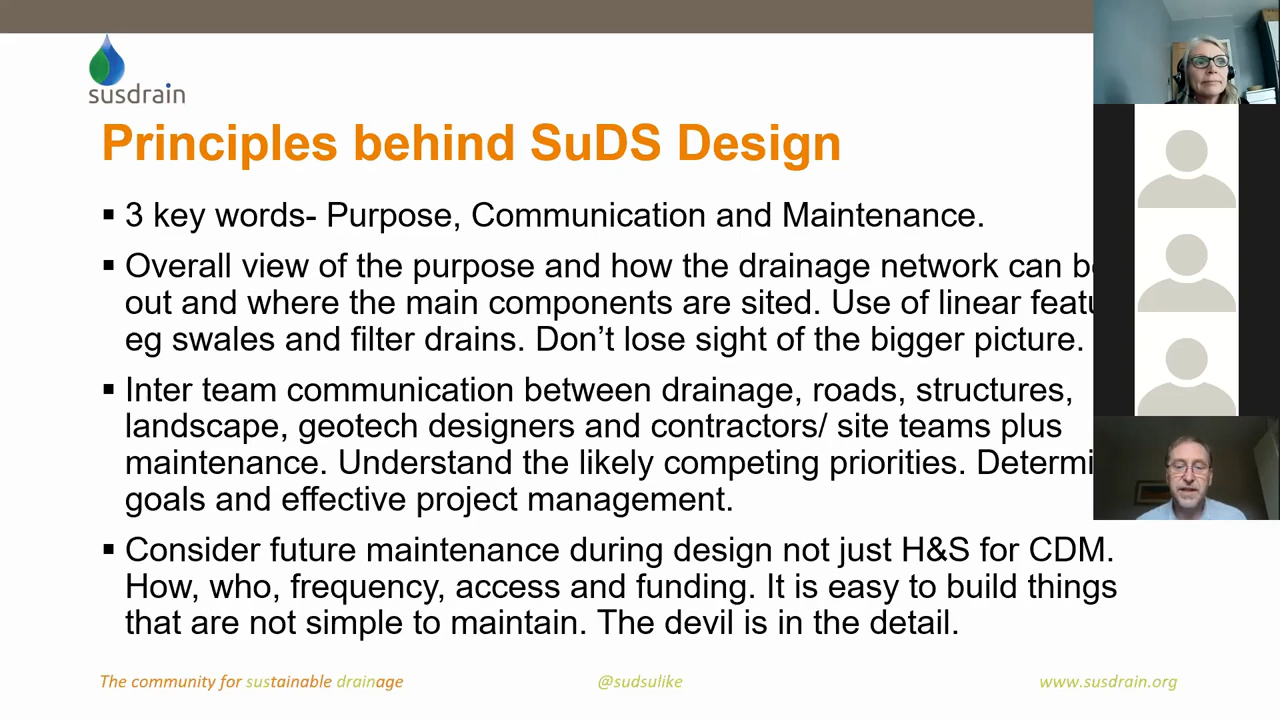 susdrain
Principles behind SuDS Design
▪ 3 key words- Purpose, Communication and Maintenance.
▪ Overall view of the purpose and how the drainage network can
out and where the main components are sited. Use of linear
eg swales and filter drains. Don’t lose sight of the bigger picture.
▪ Inter team communication between drainage, roads, structures,
landscape, geotech designers and contractors/ site teams plus
maintenance. Understand the likely competing priorities.
goals and effective project management.
▪ Consider future maintenance during design not just H&S for CDM.
How, who, frequency, access and funding. It is easy to build things
that are not simple to maintain. The devil is in the detail.
The community for sustainable drainage
@sudsulike
www.susdrain.org